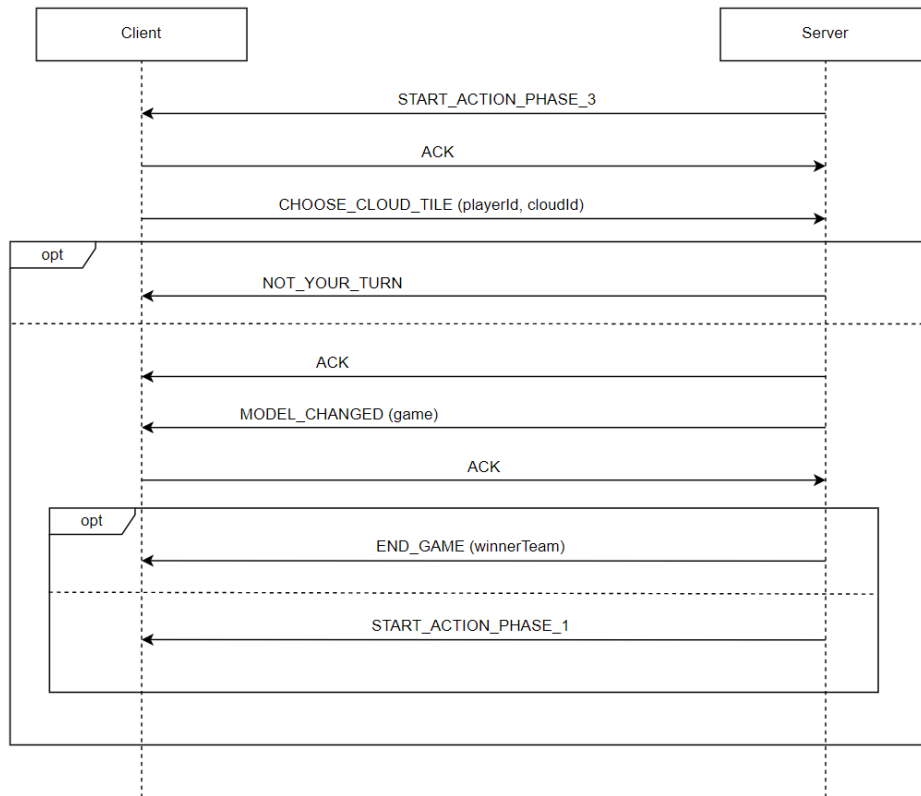 Client
Server
START_ACTION_PHASE_3
ACK
CHOOSE_CLOUD_TILE (playerId, cloudId)
opt
NOT_YOUR_TURN
ACK
MODEL_CHANGED (game)
ACK
opt
END_GAME (winnerTeam)
START_ACTION_PHASE_1